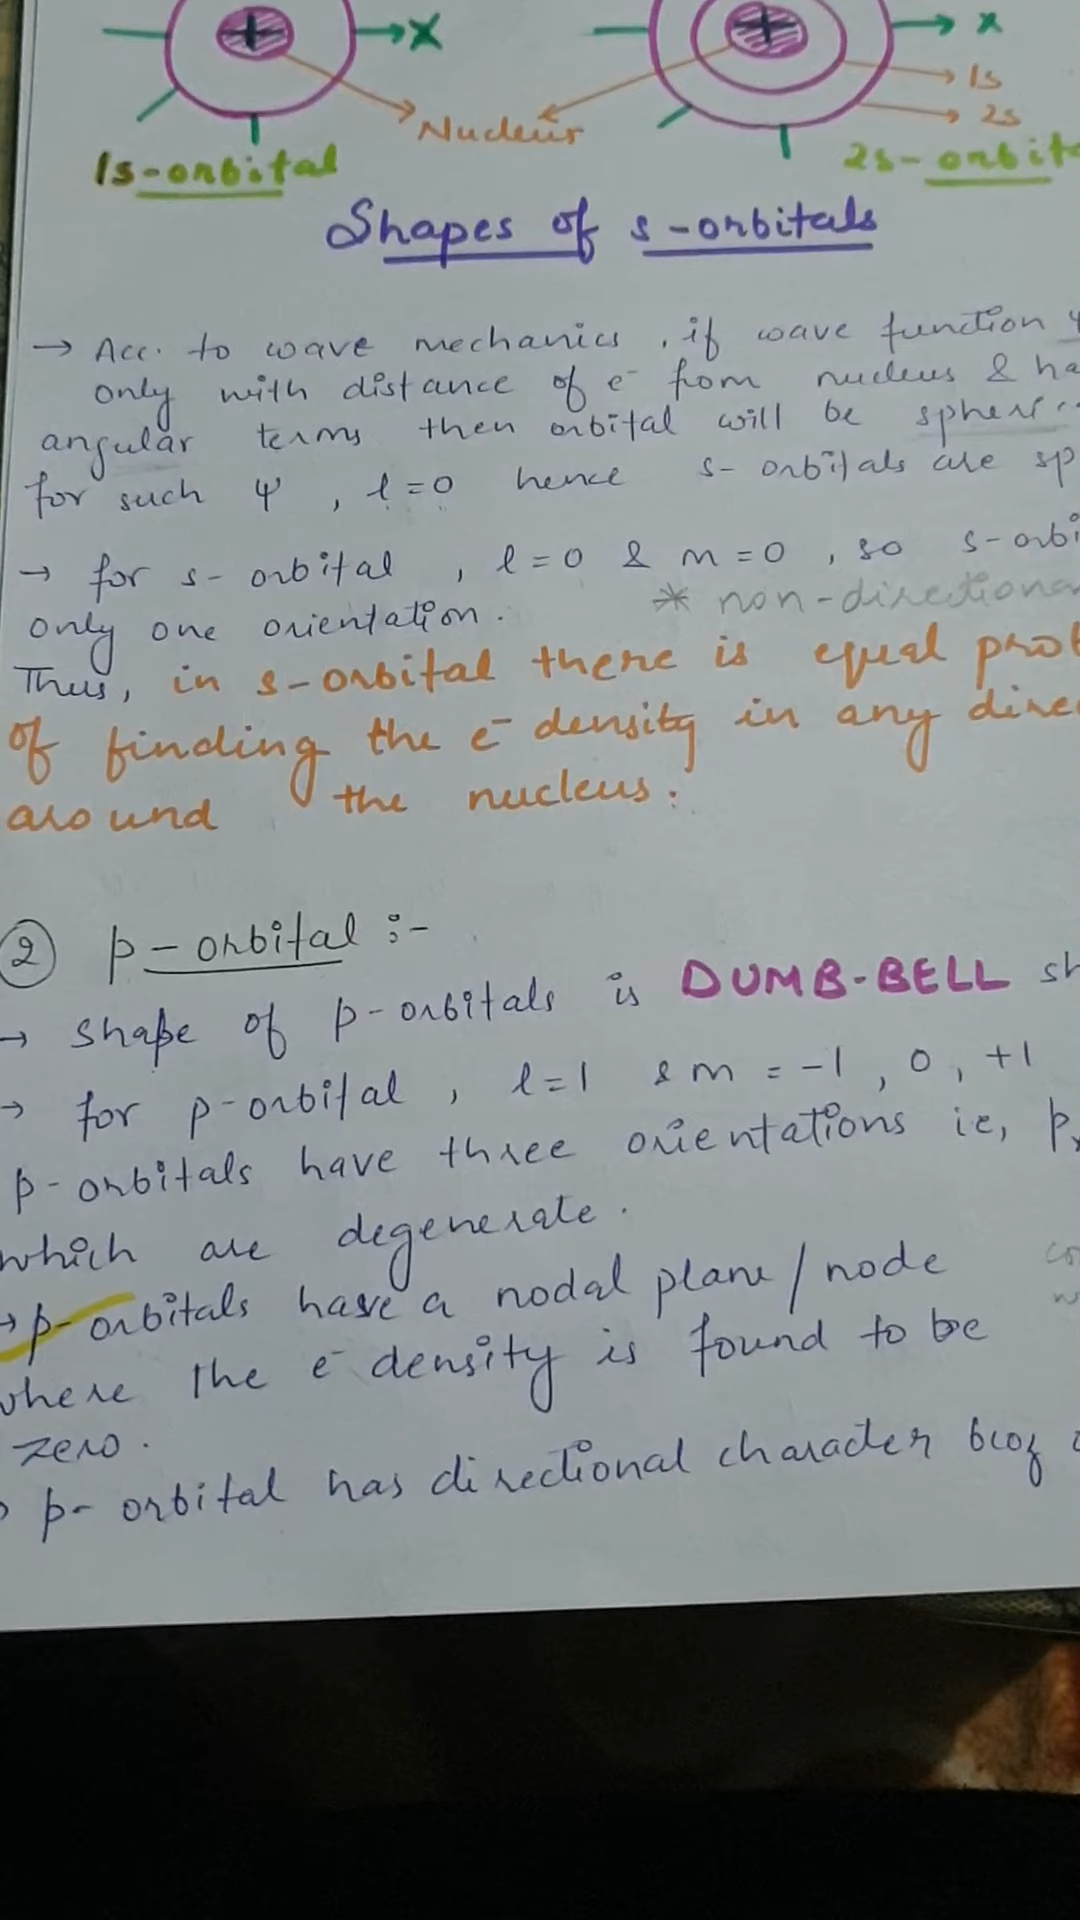 X x
1s
Nucleus 2s
1s-orbital 2s-orbit
Shapes of s-orbitals
→ Acc. to wave mechanics, if wave function ψ
only with distance of e⁻ from nucleus & ha
angular terms then orbital will be spheri
for such ψ, l=0 hence s-orbitals are sp
→ for s-orbital, l=0 & m=0, so s-orbi
only one orientation. * non-directiona
Thus, in s-orbital there is equal prob
of finding the e⁻ density in any direc
around the nucleus.
② p-orbital :-
→ shape of p-orbitals is DUMB-BELL sh
→ for p-orbital, l=1 & m = -1, 0, +1
p-orbitals have three orientations ie, px
which are degenerate.
→ p-orbitals have a nodal plane/node
where the e⁻ density is found to be
zero.
p-orbital has directional character bcoz